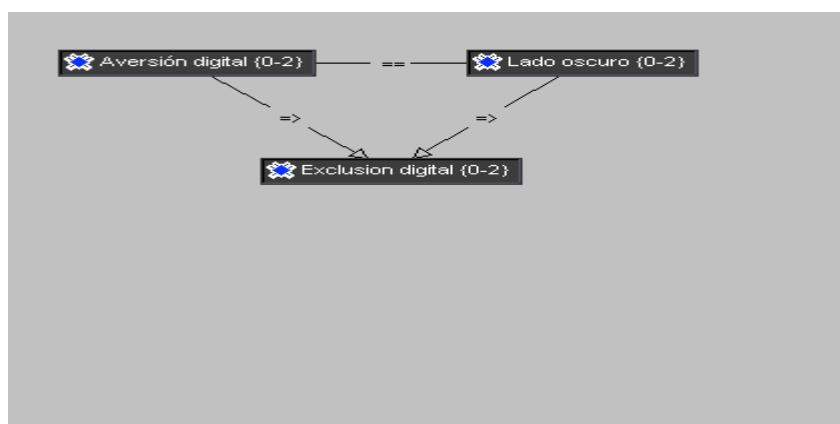 Aversión digital {0-2}
==
Lado oscuro {0-2}
=>
=>
Exclusion digital {0-2}